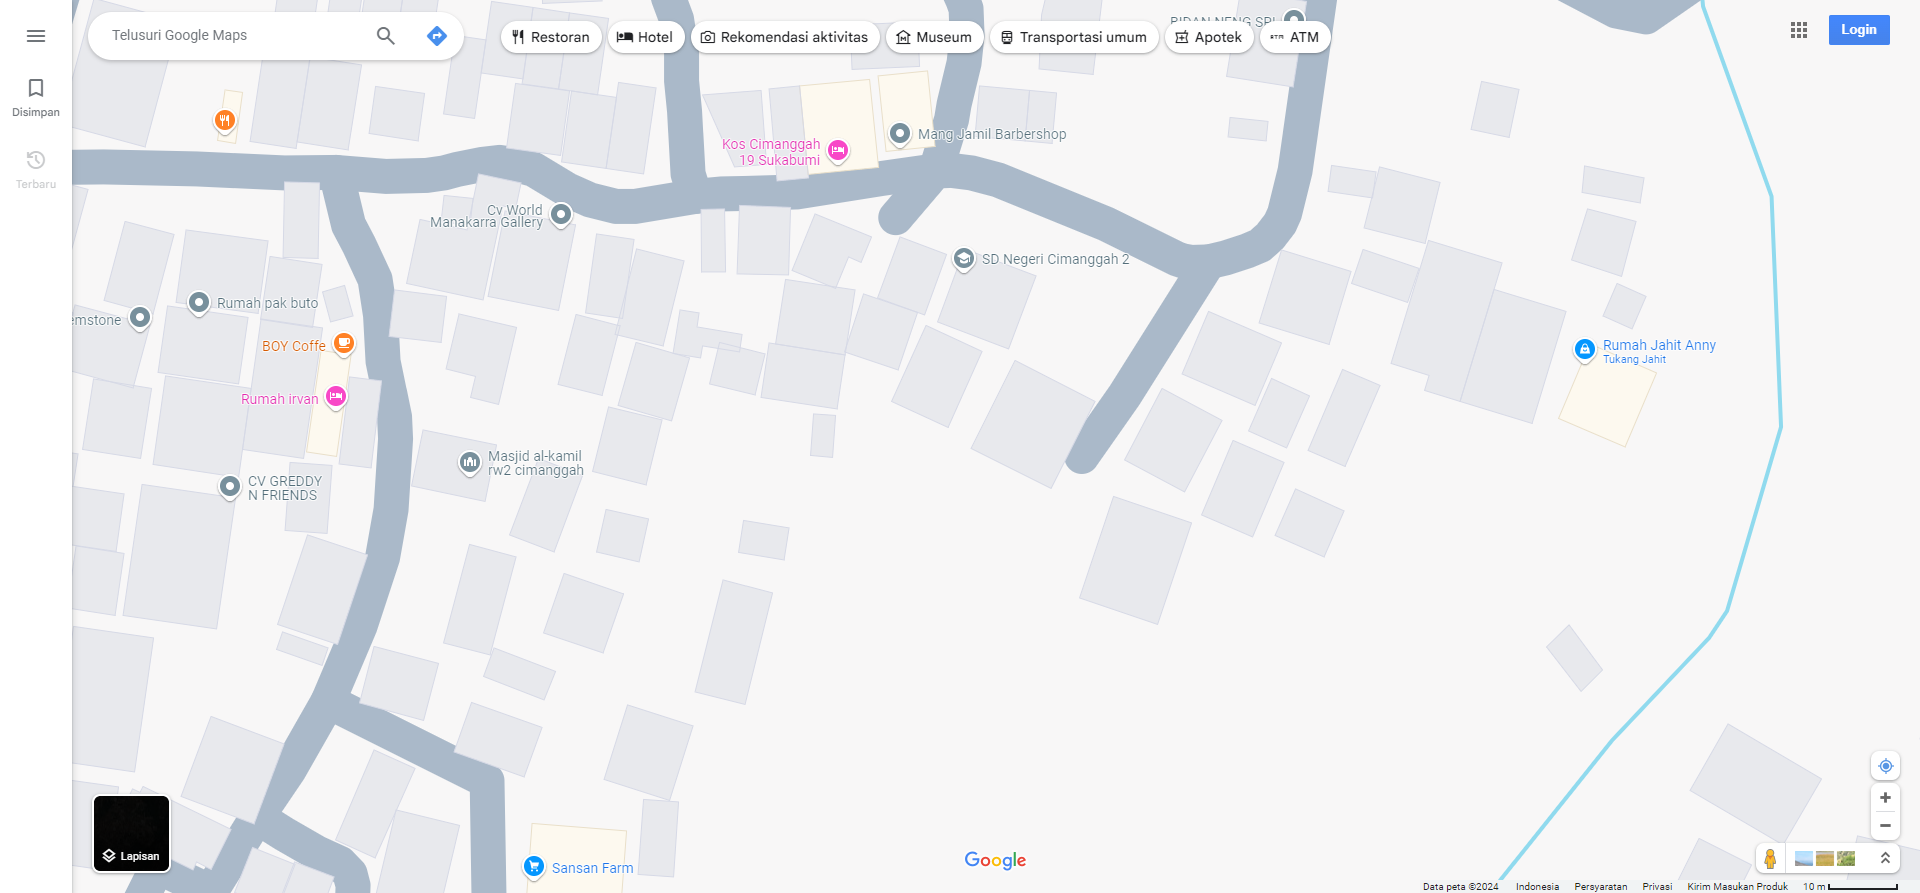 Telusuri Google Maps
Restoran
Hotel
Rekomendasi aktivitas
Museum
Transportasi umum
Apotek
ATM
Login
Disimpan
Terbaru
Kos Cimanggah
19 Sukabumi
Mang Jamil Barbershop
Cv World
Manakarra Gallery
SD Negeri Cimanggah 2
Rumah pak buto
emstone
BOY Coffe
Rumah Jahit Anny
Tukang Jahit
Rumah irvan
Masjid al-kamil
rw2 cimanggah
CV GREDDY
N FRIENDS
Lapisan
Sansan Farm
Google
Data peta ©2024 Indonesia Persyaratan Privasi Kirim Masukan Produk 10 m